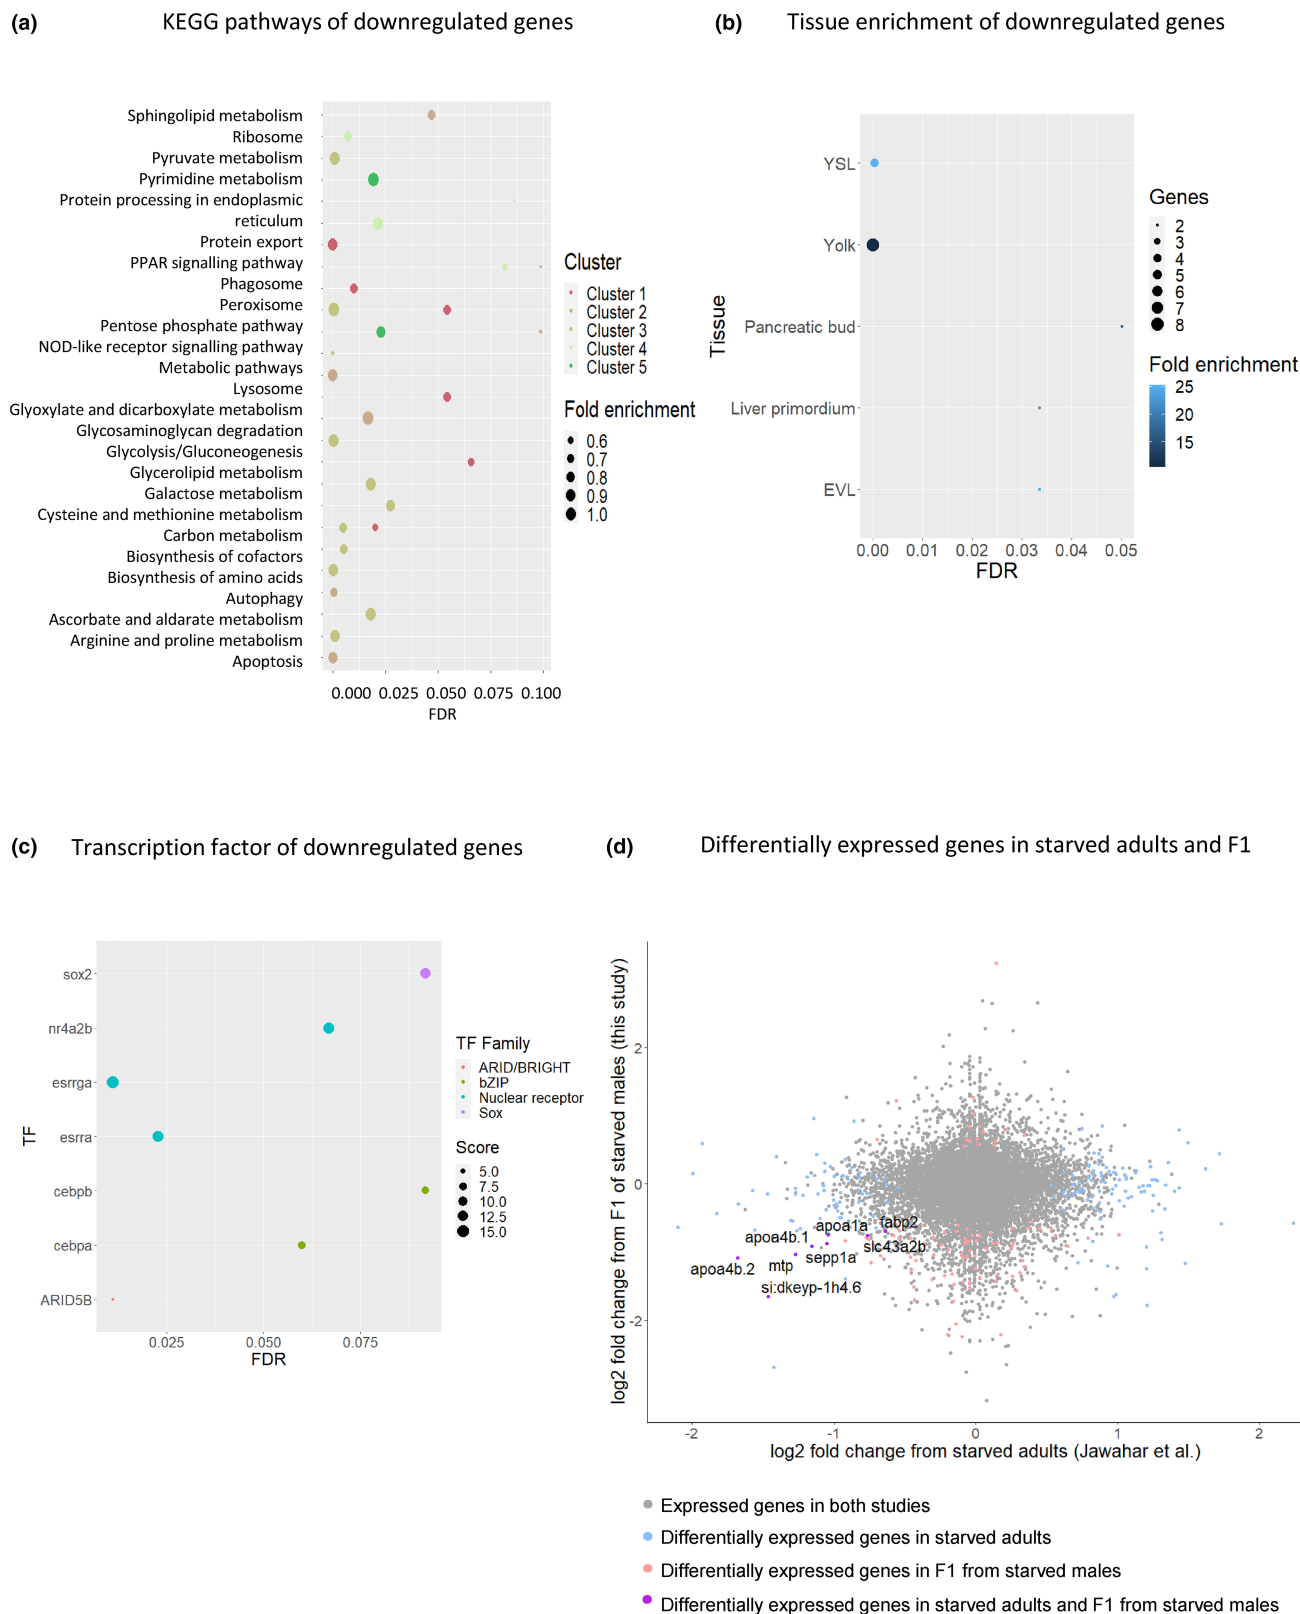 (a) KEGG pathways of downregulated genes
Sphingolipid metabolism
Ribosome
Pyruvate metabolism
Pyrimidine metabolism
Protein processing in endoplasmic
reticulum
Protein export
PPAR signalling pathway
Phagosome
Peroxisome
Pentose phosphate pathway
NOD-like receptor signalling pathway
Metabolic pathways
Lysosome
Glyoxylate and dicarboxylate metabolism
Glycosaminoglycan degradation
Glycolysis/Gluconeogenesis
Glycerolipid metabolism
Galactose metabolism
Cysteine and methionine metabolism
Carbon metabolism
Biosynthesis of cofactors
Biosynthesis of amino acids
Autophagy
Ascorbate and aldarate metabolism
Arginine and proline metabolism
Apoptosis
0.000 0.025 0.050 0.075 0.100
FDR
Cluster
Cluster 1
Cluster 2
Cluster 3
Cluster 4
Cluster 5
Fold enrichment
0.6
0.7
0.8
0.9
1.0
(b) Tissue enrichment of downregulated genes
Tissue
YSL
Yolk
Pancreatic bud
Liver primordium
EVL
0.00 0.01 0.02 0.03 0.04 0.05
FDR
Genes
2
3
4
5
6
7
8
Fold enrichment
25
20
15
(c) Transcription factor of downregulated genes
TF
sox2
nr4a2b
esrrga
esrra
cebpb
cebpa
ARID5B
0.025 0.050 0.075
FDR
TF Family
ARID/BRIGHT
bZIP
Nuclear receptor
Sox
Score
5.0
7.5
10.0
12.5
15.0
(d) Differentially expressed genes in starved adults and F1
log2 fold change from F1 of starved males (this study)
2
0
-2
apoa1a
fabp2
apoa4b.1
slc43a2b
sepp1a
mtp
apoa4b.2
si:dkeyp-1h4.6
-2 -1 0 1 2
log2 fold change from starved adults (Jawahar et al.)
Expressed genes in both studies
Differentially expressed genes in starved adults
Differentially expressed genes in F1 from starved males
Differentially expressed genes in starved adults and F1 from starved males